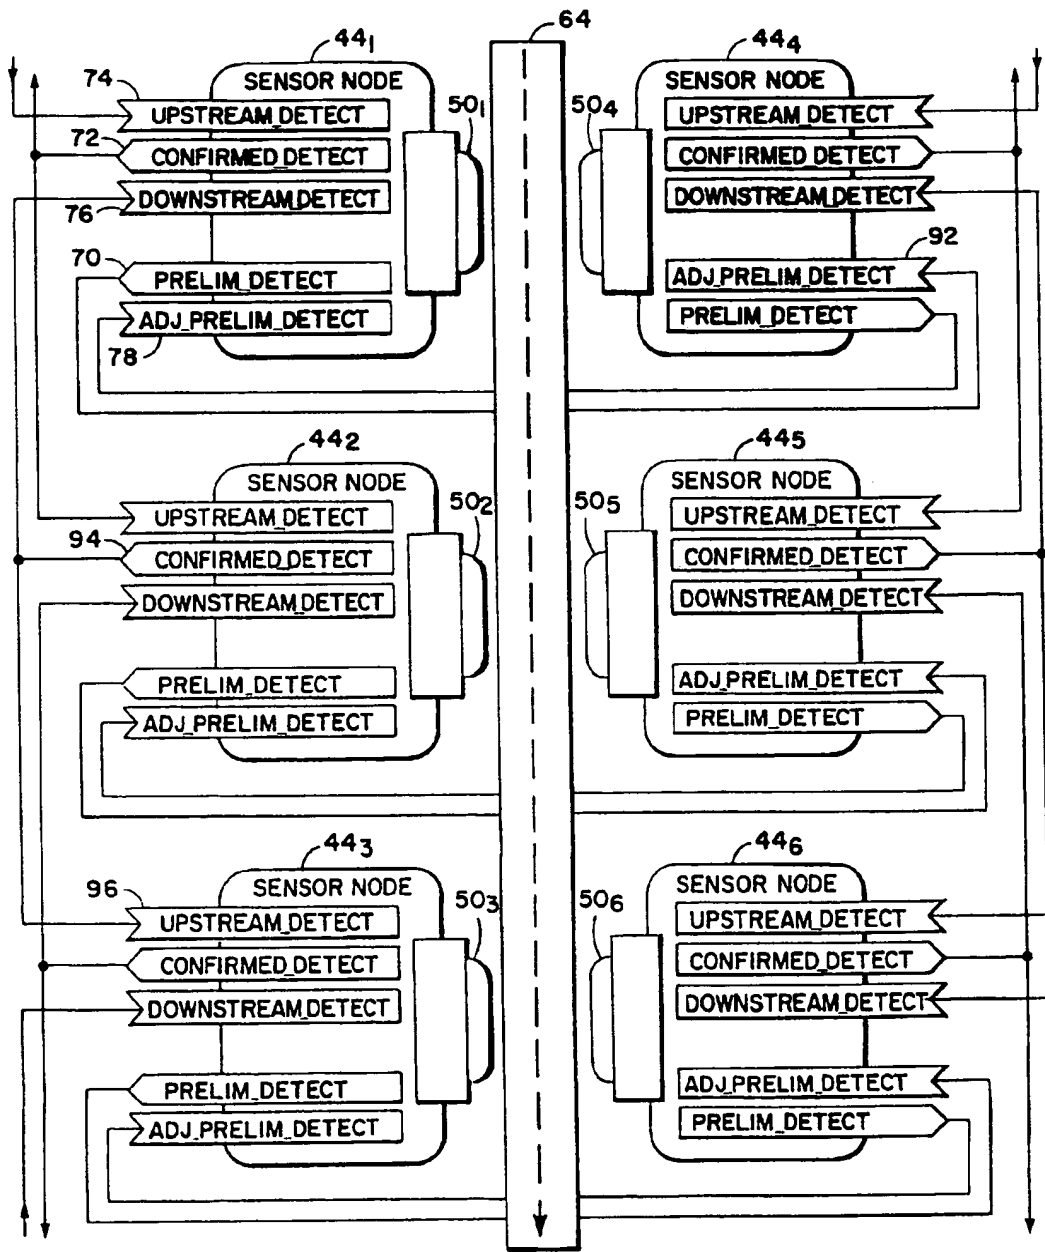 64
44₁
SENSOR NODE
74
UPSTREAM_DETECT
72
CONFIRMED_DETECT
DOWNSTREAM_DETECT
76
70
PRELIM_DETECT
ADJ_PRELIM_DETECT
78
50₁
44₄
SENSOR NODE
50₄
UPSTREAM_DETECT
CONFIRMED_DETECT
DOWNSTREAM_DETECT
92
ADJ_PRELIM_DETECT
PRELIM_DETECT
44₂
SENSOR NODE
UPSTREAM_DETECT
94
CONFIRMED_DETECT
DOWNSTREAM_DETECT
PRELIM_DETECT
ADJ_PRELIM_DETECT
50₂
44₅
SENSOR NODE
50₅
UPSTREAM_DETECT
CONFIRMED_DETECT
DOWNSTREAM_DETECT
ADJ_PRELIM_DETECT
PRELIM_DETECT
44₃
SENSOR NODE
96
UPSTREAM_DETECT
CONFIRMED_DETECT
DOWNSTREAM_DETECT
PRELIM_DETECT
ADJ_PRELIM_DETECT
50₃
44₆
SENSOR NODE
50₆
UPSTREAM_DETECT
CONFIRMED_DETECT
DOWNSTREAM_DETECT
ADJ_PRELIM_DETECT
PRELIM_DETECT